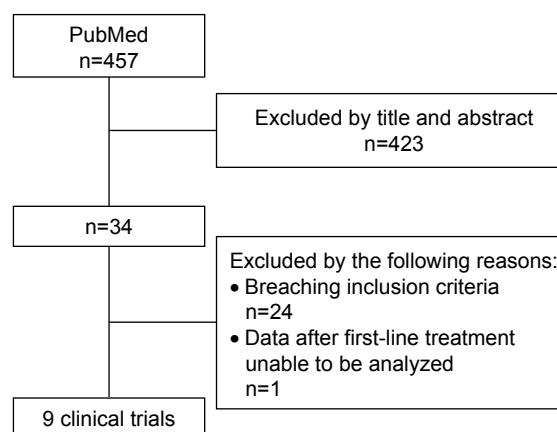 PubMed
n=457
Excluded by title and abstract
n=423
n=34
Excluded by the following reasons:
• Breaching inclusion criteria
n=24
• Data after first-line treatment
unable to be analyzed
n=1
9 clinical trials